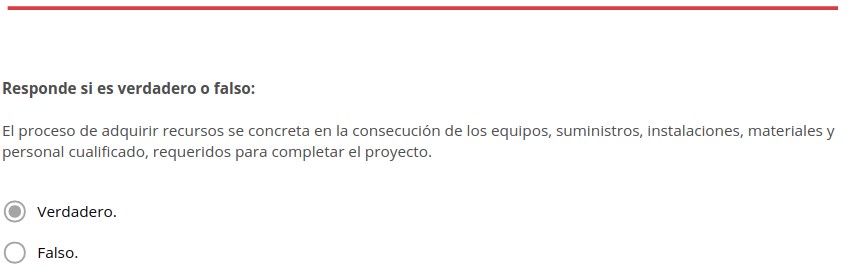 Responde si es verdadero o falso:
El proceso de adquirir recursos se concreta en la consecución de los equipos, suministros, instalaciones, materiales y
personal cualificado, requeridos para completar el proyecto.
Verdadero.
Falso.